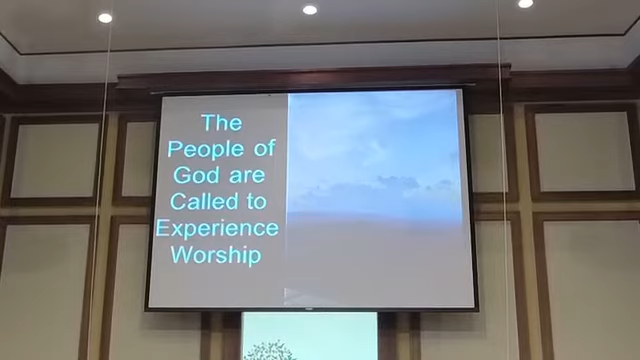 The
People of
God are
Called to
Experience
Worship